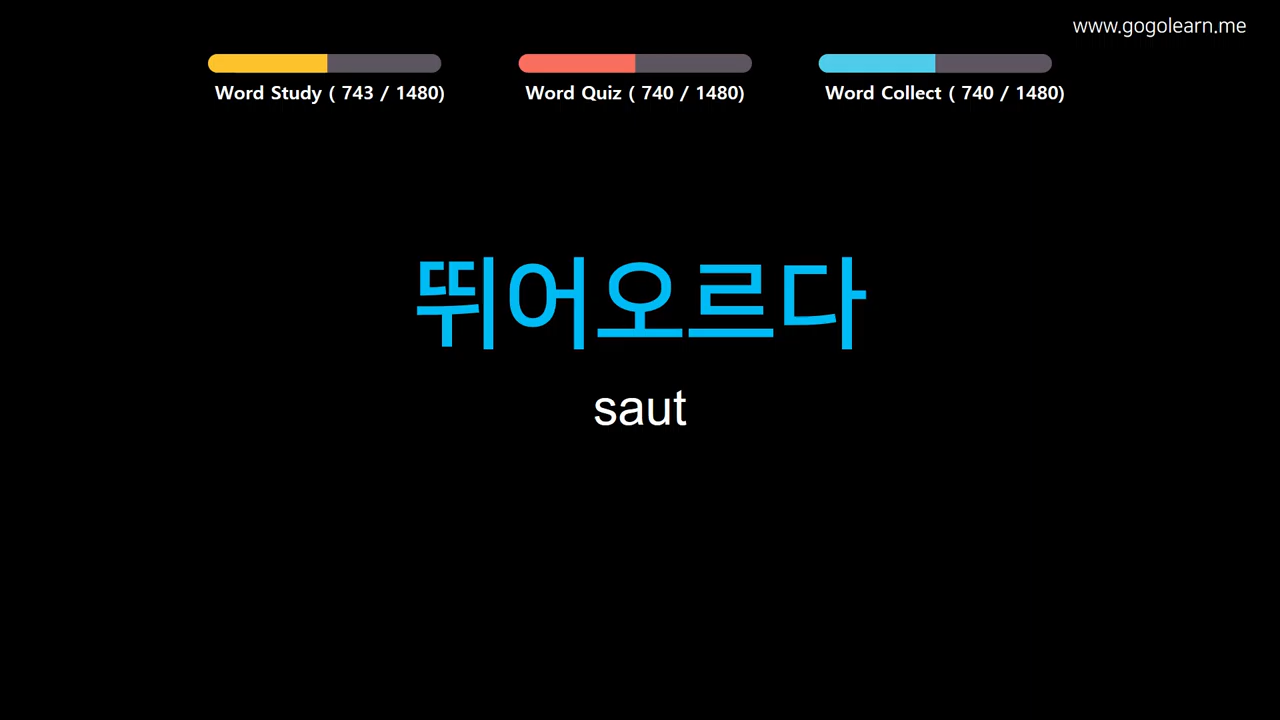 www.gogolearn.me
Word Study ( 743 / 1480)
Word Quiz ( 740 / 1480)
Word Collect ( 740 / 1480)
뛰어오르다
saut